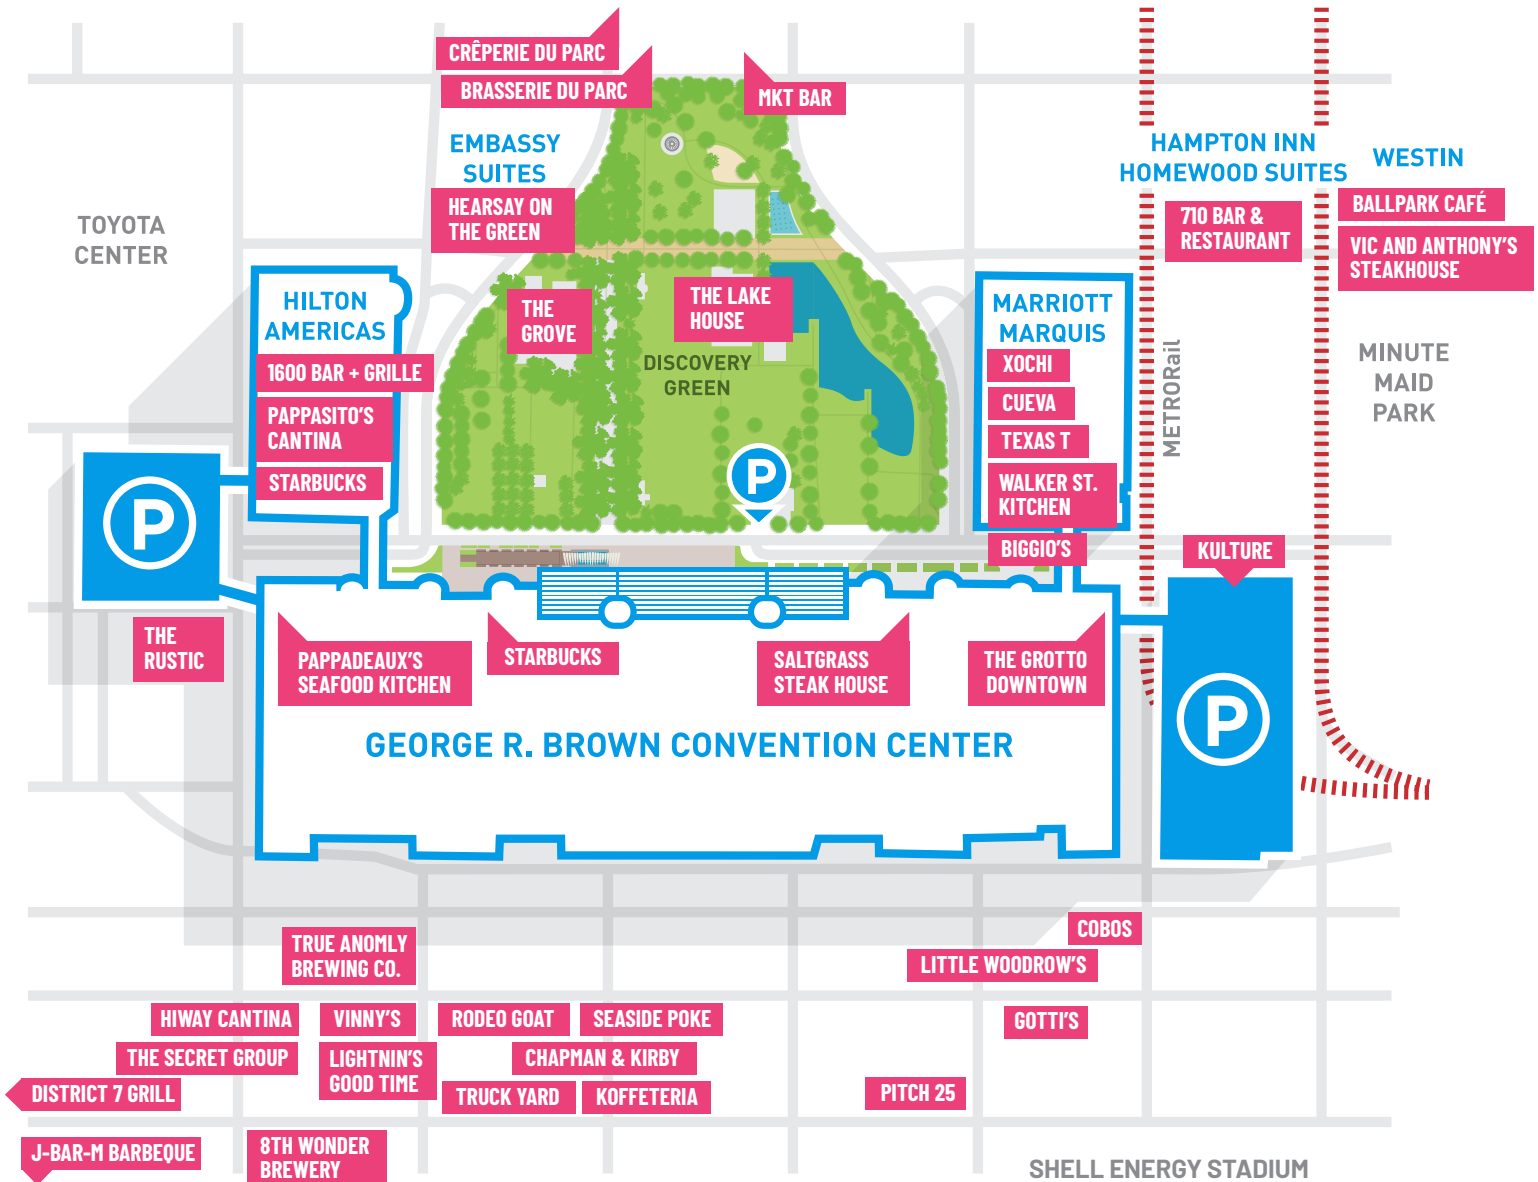 CRÊPERIE DU PARC
BRASSERIE DU PARC
MKT BAR
EMBASSY
SUITES
HEARSAY ON
THE GREEN
HAMPTON INN
HOMEWOOD SUITES
WESTIN
BALLPARK CAFÉ
VIC AND ANTHONY'S
STEAKHOUSE
710 BAR &
RESTAURANT
TOYOTA
CENTER
HILTON
AMERICAS
1600 BAR + GRILLE
PAPPASITO'S
CANTINA
STARBUCKS
THE
GROVE
THE LAKE
HOUSE
DISCOVERY
GREEN
MARRIOTT
MARQUIS
XOCHI
CUEVA
TEXAS T
WALKER ST.
KITCHEN
BIGGIO'S
METRORail
MINUTE
MAID
PARK
P
P
KULTURE
THE
RUSTIC
PAPPADEAUX'S
SEAFOOD KITCHEN
STARBUCKS
SALTGRASS
STEAK HOUSE
THE GROTTO
DOWNTOWN
P
GEORGE R. BROWN CONVENTION CENTER
COBOS
TRUE ANOMLY
BREWING CO.
LITTLE WOODROW'S
HIWAY CANTINA
VINNY'S
RODEO GOAT
SEASIDE POKE
GOTTI'S
THE SECRET GROUP
LIGHTNIN'S
GOOD TIME
CHAPMAN & KIRBY
DISTRICT 7 GRILL
TRUCK YARD
KOFFETERIA
PITCH 25
J-BAR-M BARBEQUE
8TH WONDER
BREWERY
SHELL ENERGY STADIUM